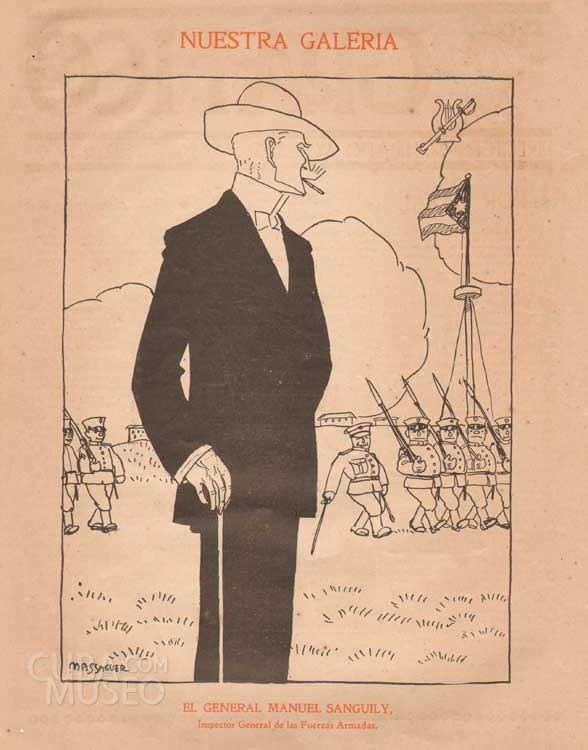 NUESTRA GALERIA
MASSAGUER
CUBA.com
MUSEO
EL GENERAL MANUEL SANGUILY,
Inspector General de las Fuerzas Armadas.